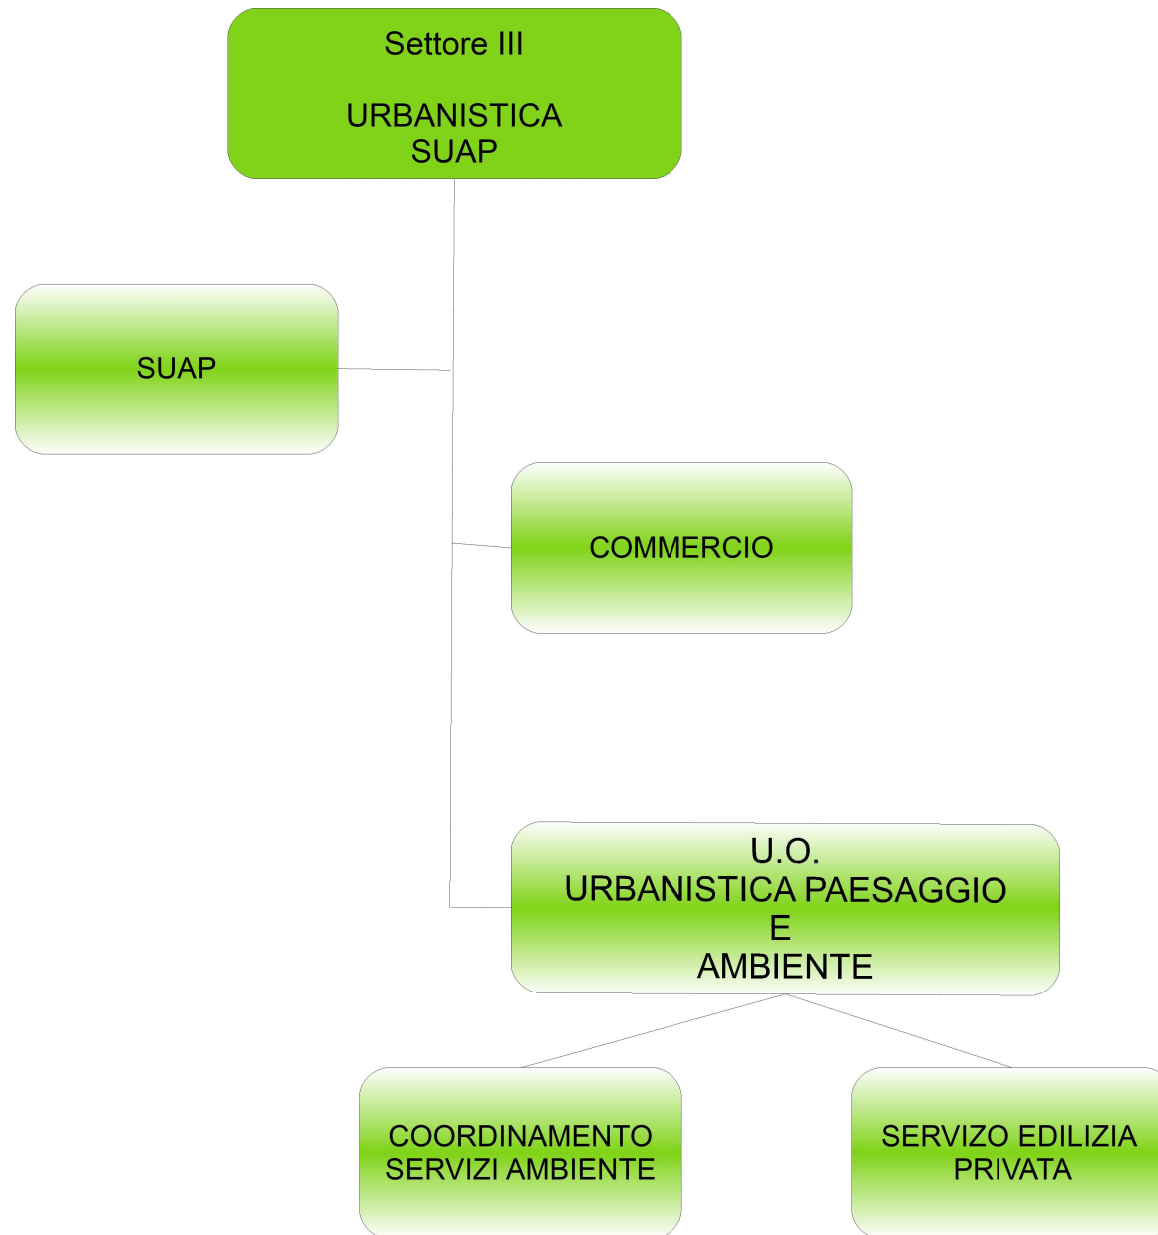 Settore III
URBANISTICA
SUAP
SUAP
COMMERCIO
U.O.
URBANISTICA PAESAGGIO
E
AMBIENTE
COORDINAMENTO
SERVIZI AMBIENTE
SERVIZO EDILIZIA
PRIVATA